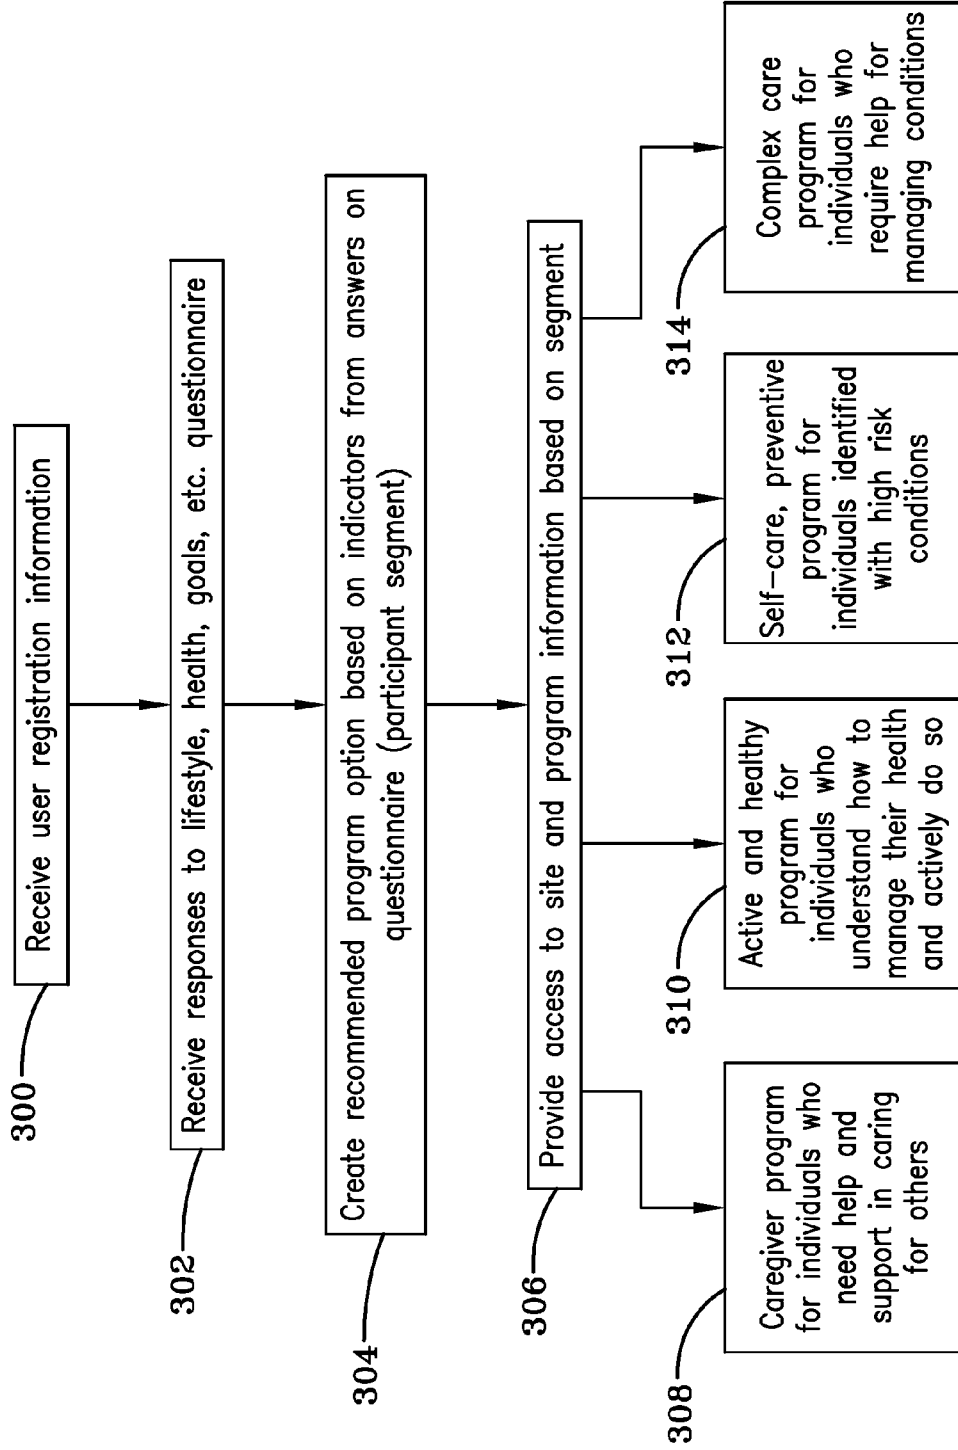 300
Receive user registration information
302
Receive responses to lifestyle, health, goals, etc. questionnaire
304
Create recommended program option based on indicators from answers on
questionnaire (participant segment)
306
Provide access to site and program information based on segment
308
Caregiver program
for individuals who
need help and
support in caring
for others
310
Active and healthy
program for
individuals who
understand how to
manage their health
and actively do so
312
Self-care, preventive
program for
individuals identified
with high risk
conditions
314
Complex care
program for
individuals who
require help for
managing conditions